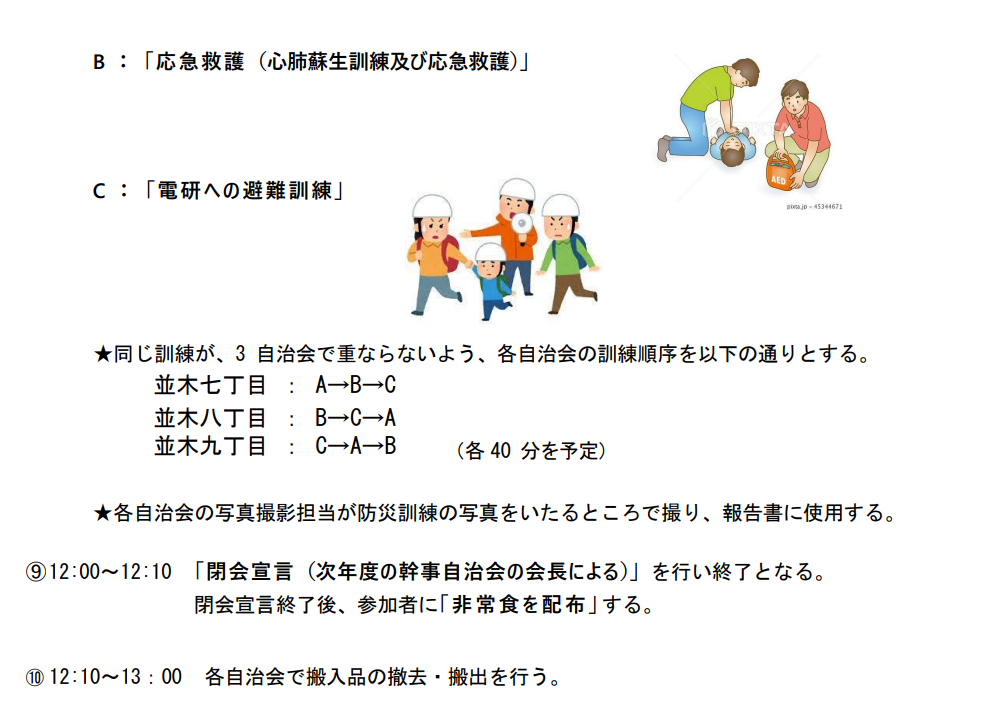 B ：「応急救護（心肺蘇生訓練及び応急救護）」
AED
pixta.jp - 45344671
C ：「電研への避難訓練」
★同じ訓練が、3 自治会で重ならないよう、各自治会の訓練順序を以下の通りとする。
並木七丁目 ： A→B→C
並木八丁目 ： B→C→A
並木九丁目 ： C→A→B （各 40 分を予定）
★各自治会の写真撮影担当が防災訓練の写真をいたるところで撮り、報告書に使用する。
⑨12:00～12:10 「閉会宣言（次年度の幹事自治会の会長による）」を行い終了となる。
閉会宣言終了後、参加者に「非常食を配布」する。
⑩12:10～13：00 各自治会で搬入品の撤去・搬出を行う。